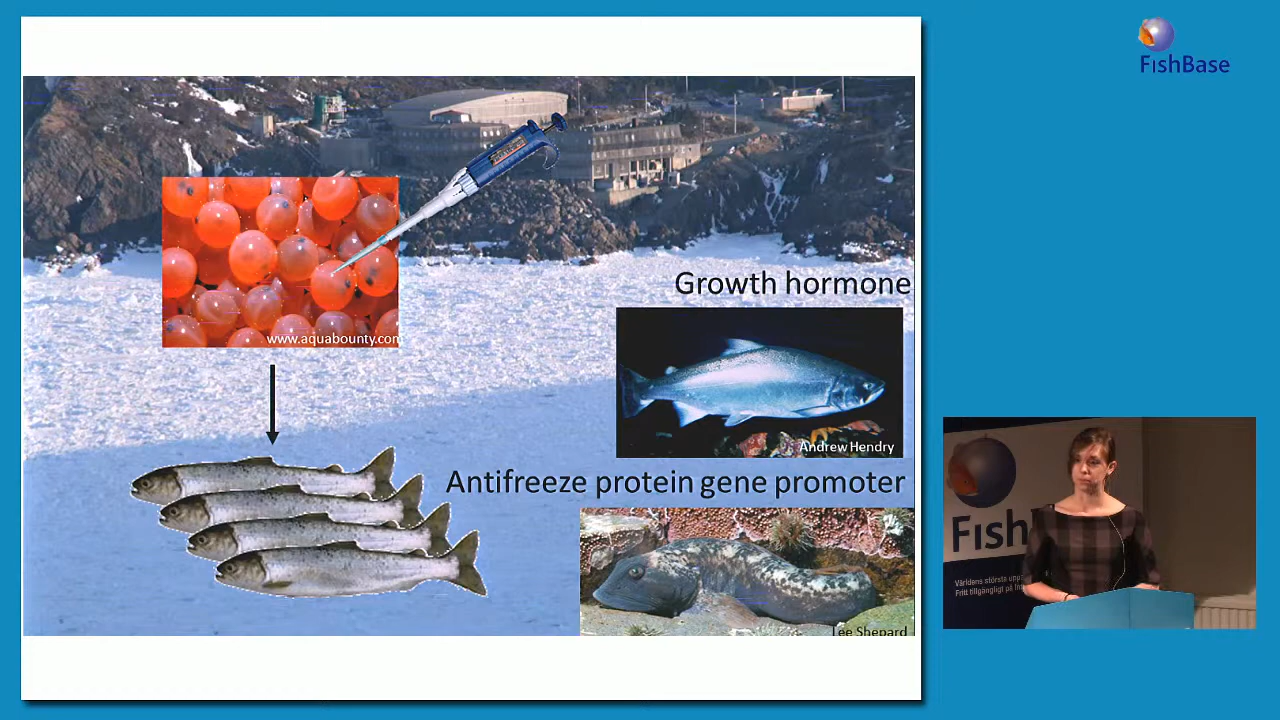 www.aquabounty.com
Growth hormone
Andrew Hendry
Antifreeze protein gene promoter
Lee Shepard
FishBase
Fish
Världens största upp
Fritt tillgängligt på